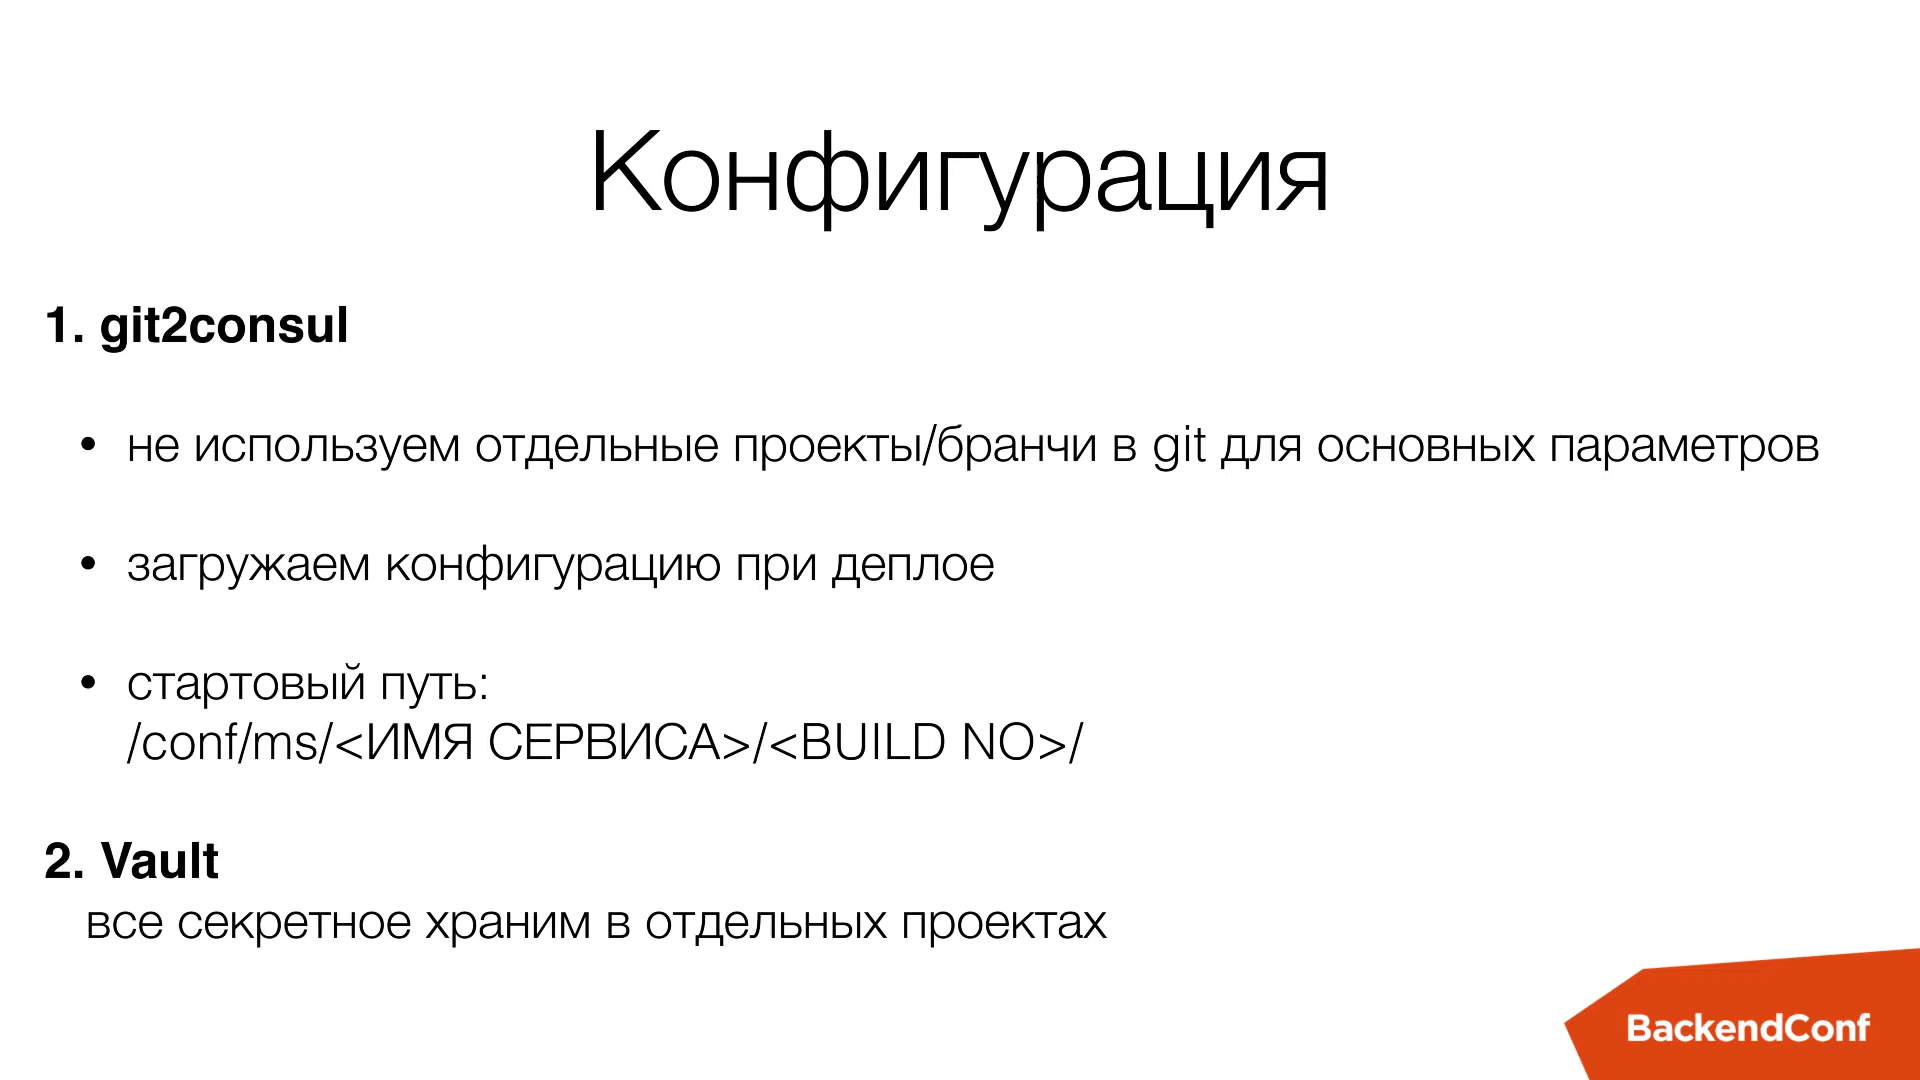 Конфигурация
1. git2consul
• не используем отдельные проекты/бранчи в git для основных параметров
• загружаем конфигурацию при деплое
• стартовый путь:
/conf/ms/<ИМЯ СЕРВИСА>/<BUILD NO>/
2. Vault
все секретное храним в отдельных проектах
BackendConf